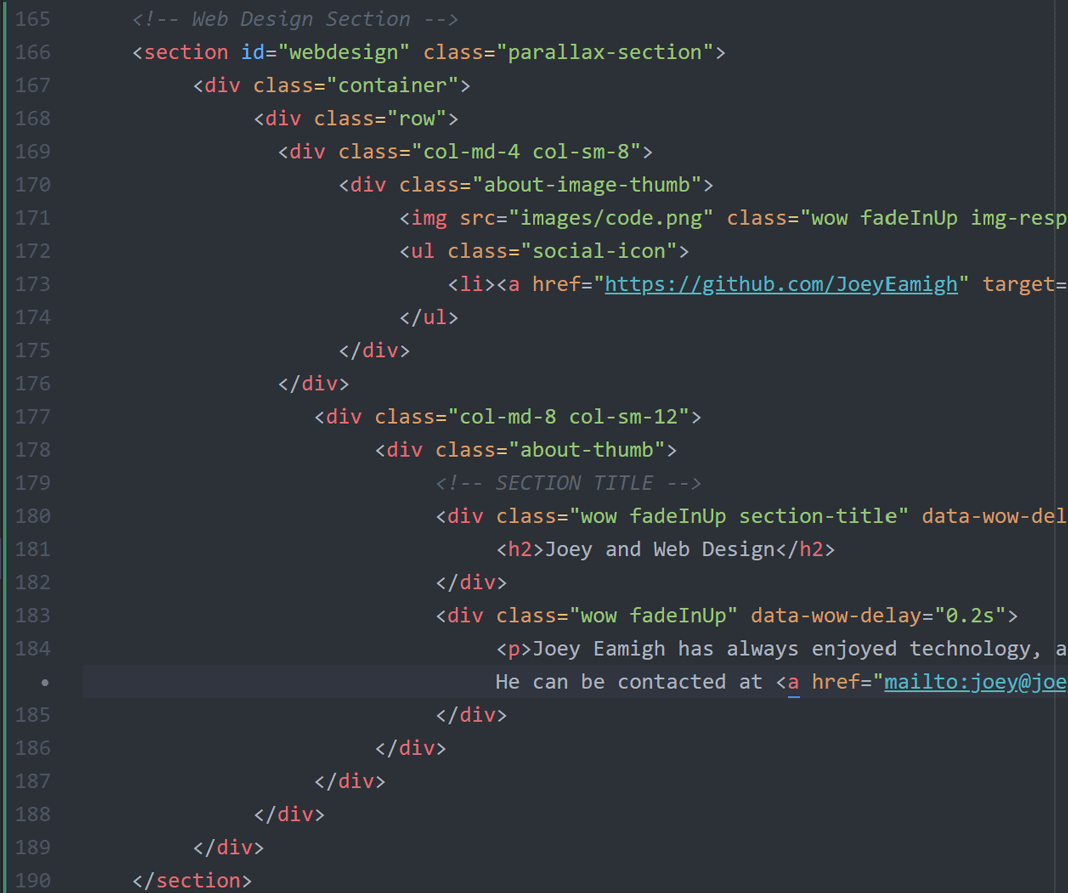 165 <!-- Web Design Section -->
166 <section id="webdesign" class="parallax-section">
167 <div class="container">
168 <div class="row">
169 <div class="col-md-4 col-sm-8">
170 <div class="about-image-thumb">
171 <img src="images/code.png" class="wow fadeInUp img-resp
172 <ul class="social-icon">
173 <li><a href="https://github.com/JoeyEamigh" target=
174 </ul>
175 </div>
176 </div>
177 <div class="col-md-8 col-sm-12">
178 <div class="about-thumb">
179 <!-- SECTION TITLE -->
180 <div class="wow fadeInUp section-title" data-wow-del
181 <h2>Joey and Web Design</h2>
182 </div>
183 <div class="wow fadeInUp" data-wow-delay="0.2s">
184 <p>Joey Eamigh has always enjoyed technology, a
• He can be contacted at <a href="mailto:joey@joe
185 </div>
186 </div>
187 </div>
188 </div>
189 </div>
190 </section>